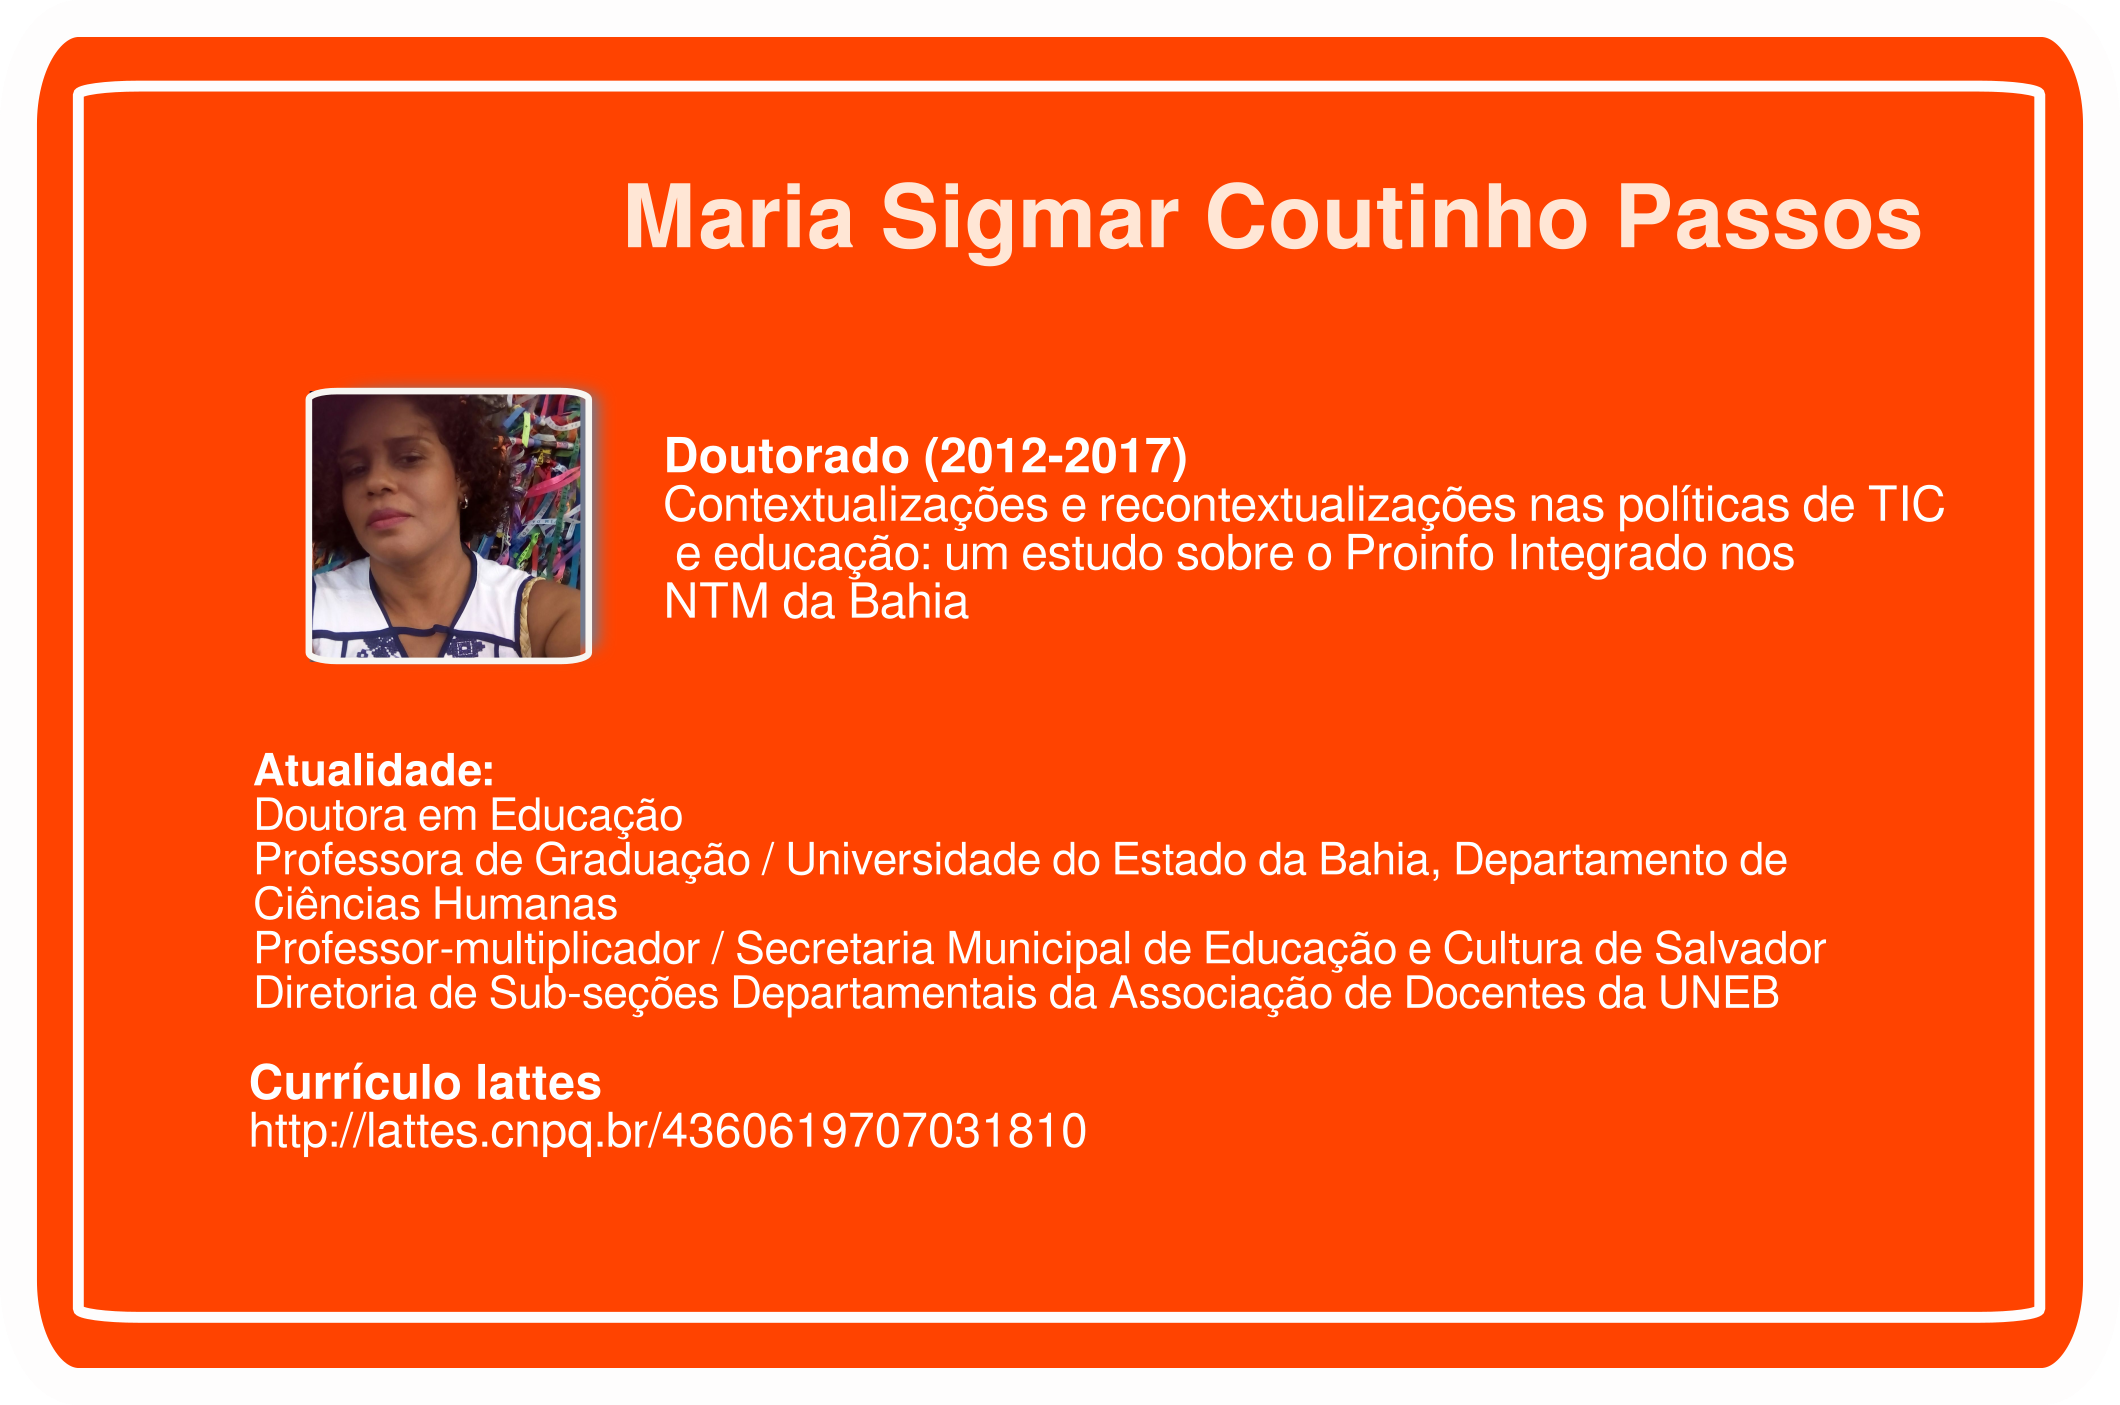 Maria Sigmar Coutinho Passos
Doutorado (2012-2017)
Contextualizações e recontextualizações nas políticas de TIC
e educação: um estudo sobre o Proinfo Integrado nos
NTM da Bahia
Atualidade:
Doutora em Educação
Professora de Graduação / Universidade do Estado da Bahia, Departamento de
Ciências Humanas
Professor-multiplicador / Secretaria Municipal de Educação e Cultura de Salvador
Diretoria de Sub-seções Departamentais da Associação de Docentes da UNEB
Currículo lattes
http://lattes.cnpq.br/4360619707031810